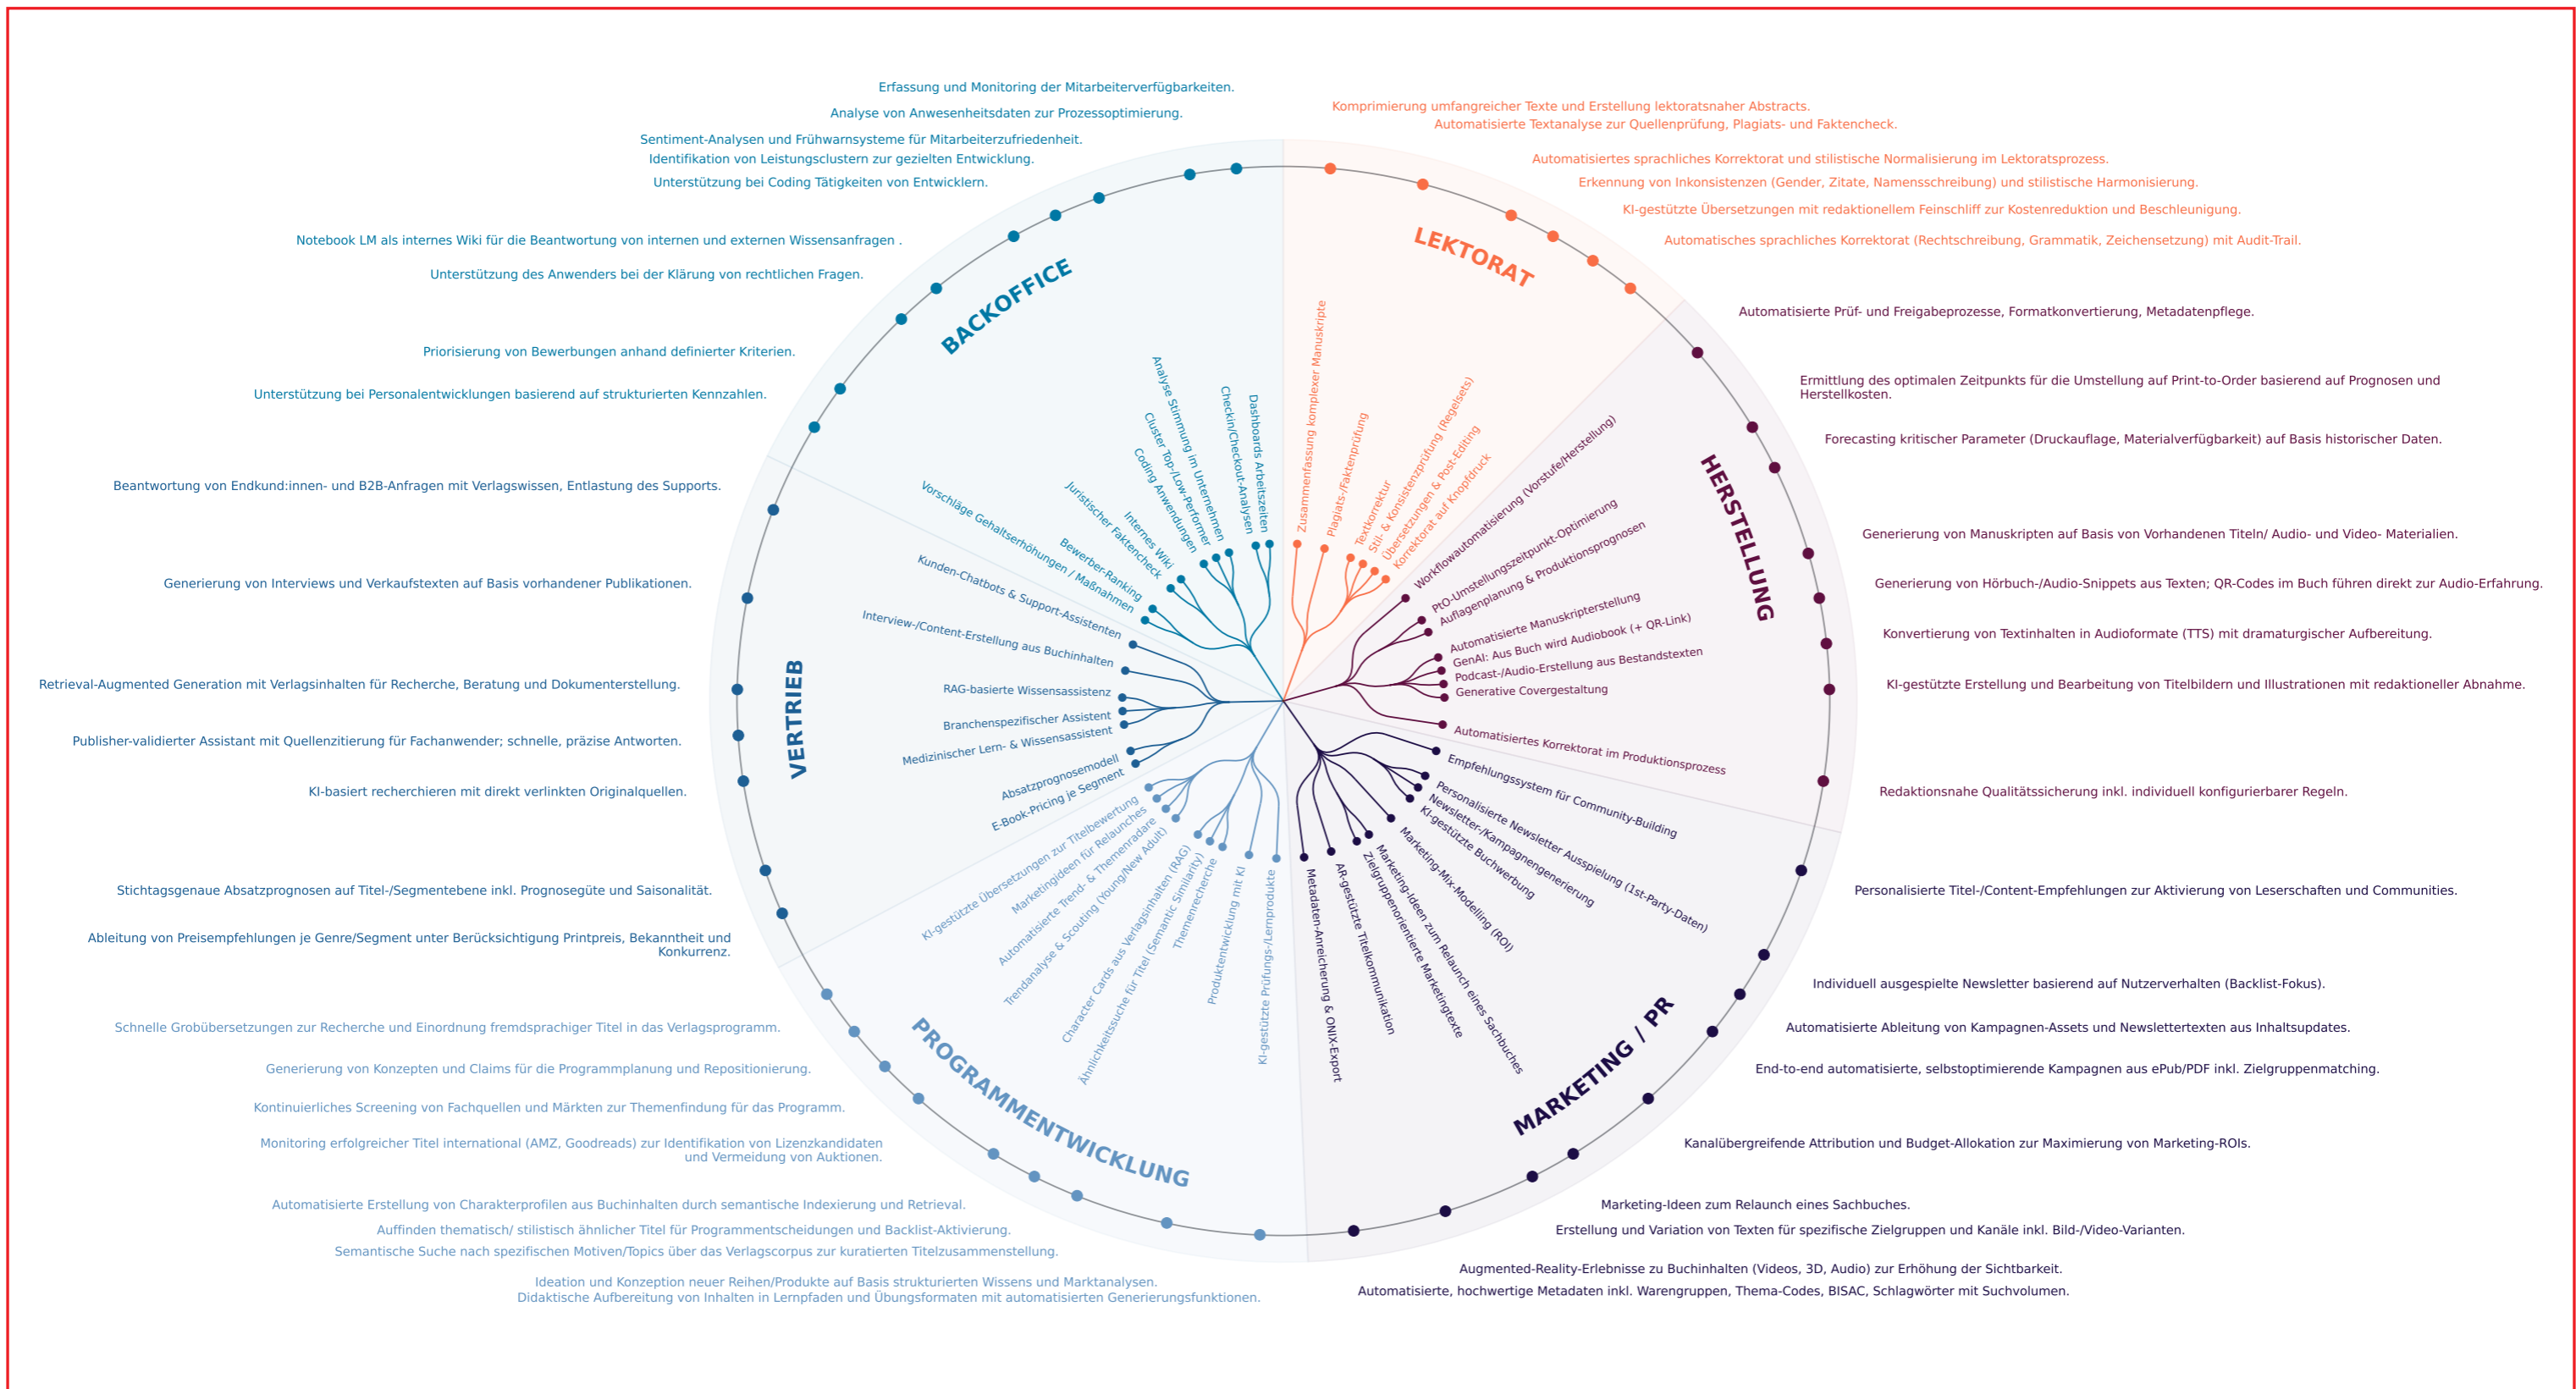 Erfassung und Monitoring der Mitarbeiterverfügbarkeiten.
Analyse von Anwesenheitsdaten zur Prozessoptimierung.
Sentiment-Analysen und Frühwarnsysteme für Mitarbeiterzufriedenheit.
Identifikation von Leistungsclustern zur gezielten Entwicklung.
Unterstützung bei Coding Tätigkeiten von Entwicklern.
Notebook LM als internes Wiki für die Beantwortung von internen und externen Wissensanfragen .
Unterstützung des Anwenders bei der Klärung von rechtlichen Fragen.
Priorisierung von Bewerbungen anhand definierter Kriterien.
Unterstützung bei Personalentwicklungen basierend auf strukturierten Kennzahlen.
BACKOFFICE
Dashboards Arbeitszeiten
Checkin/Checkout-Analysen
Analyse Stimmung im Unternehmen
Cluster Top-/Low-Performer
Coding Anwendungen
Internes Wiki
Juristischer Faktencheck
Bewerber-Ranking
Vorschläge Gehaltserhöhungen / Maßnahmen
Komprimierung umfangreicher Texte und Erstellung lektoratsnaher Abstracts.
Automatisierte Textanalyse zur Quellenprüfung, Plagiats- und Faktencheck.
Automatisiertes sprachliches Korrektorat und stilistische Normalisierung im Lektoratsprozess.
Erkennung von Inkonsistenzen (Gender, Zitate, Namensschreibung) und stilistische Harmonisierung.
KI-gestützte Übersetzungen mit redaktionellem Feinschliff zur Kostenreduktion und Beschleunigung.
Automatisches sprachliches Korrektorat (Rechtschreibung, Grammatik, Zeichensetzung) mit Audit-Trail.
LEKTORAT
Zusammenfassung komplexer Manuskripte
Plagiats-/Faktenprüfung
Textkorrektur
Stil- & Konsistenzprüfung (Regelsets)
Übersetzungen & Post-Editing
Korrektorat auf Knopfdruck
Automatisierte Prüf- und Freigabeprozesse, Formatkonvertierung, Metadatenpflege.
Ermittlung des optimalen Zeitpunkts für die Umstellung auf Print-to-Order basierend auf Prognosen und
Herstellkosten.
Forecasting kritischer Parameter (Druckauflage, Materialverfügbarkeit) auf Basis historischer Daten.
Generierung von Manuskripten auf Basis von Vorhandenen Titeln/ Audio- und Video- Materialien.
Generierung von Hörbuch-/Audio-Snippets aus Texten; QR-Codes im Buch führen direkt zur Audio-Erfahrung.
Konvertierung von Textinhalten in Audioformate (TTS) mit dramaturgischer Aufbereitung.
KI-gestützte Erstellung und Bearbeitung von Titelbildern und Illustrationen mit redaktioneller Abnahme.
Redaktionsnahe Qualitätssicherung inkl. individuell konfigurierbarer Regeln.
HERSTELLUNG
Workflowautomatisierung (Vorstufe/Herstellung)
PtO-Umstellungszeitpunkt-Optimierung
Auflagenplanung & Produktionsprognosen
Automatisierte Manuskripterstellung
GenAI: Aus Buch wird Audiobook (+ QR-Link)
Podcast-/Audio-Erstellung aus Bestandstexten
Generative Covergestaltung
Automatisiertes Korrektorat im Produktionsprozess
Personalisierte Titel-/Content-Empfehlungen zur Aktivierung von Leserschaften und Communities.
Individuell ausgespielte Newsletter basierend auf Nutzerverhalten (Backlist-Fokus).
Automatisierte Ableitung von Kampagnen-Assets und Newslettertexten aus Inhaltsupdates.
End-to-end automatisierte, selbstoptimierende Kampagnen aus ePub/PDF inkl. Zielgruppenmatching.
Kanalübergreifende Attribution und Budget-Allokation zur Maximierung von Marketing-ROIs.
Marketing-Ideen zum Relaunch eines Sachbuches.
Erstellung und Variation von Texten für spezifische Zielgruppen und Kanäle inkl. Bild-/Video-Varianten.
Augmented-Reality-Erlebnisse zu Buchinhalten (Videos, 3D, Audio) zur Erhöhung der Sichtbarkeit.
Automatisierte, hochwertige Metadaten inkl. Warengruppen, Thema-Codes, BISAC, Schlagwörter mit Suchvolumen.
MARKETING / PR
Empfehlungssystem für Community-Building
Personalisierte Newsletter Ausspielung (1st-Party-Daten)
Newsletter-/Kampagnengenerierung
KI-gestützte Buchwerbung
Marketing-Mix-Modelling (ROI)
Marketing-Ideen zum Relaunch eines Sachbuches
Zielgruppenorientierte Marketingtexte
AR-gestützte Titelkommunikation
Metadaten-Anreicherung & ONIX-Export
Beantwortung von Endkund:innen- und B2B-Anfragen mit Verlagswissen, Entlastung des Supports.
Generierung von Interviews und Verkaufstexten auf Basis vorhandener Publikationen.
Retrieval-Augmented Generation mit Verlagsinhalten für Recherche, Beratung und Dokumenterstellung.
Publisher-validierter Assistant mit Quellenzitierung für Fachanwender; schnelle, präzise Antworten.
KI-basiert recherchieren mit direkt verlinkten Originalquellen.
Stichtagsgenaue Absatzprognosen auf Titel-/Segmentebene inkl. Prognosegüte und Saisonalität.
Ableitung von Preisempfehlungen je Genre/Segment unter Berücksichtigung Printpreis, Bekanntheit und
Konkurrenz.
VERTRIEB
Kunden-Chatbots & Support-Assistenten
Interview-/Content-Erstellung aus Buchinhalten
RAG-basierte Wissensassistenz
Branchenspezifischer Assistent
Medizinischer Lern- & Wissensassistent
Absatzprognosemodell
E-Book-Pricing je Segment
Schnelle Grobübersetzungen zur Recherche und Einordnung fremdsprachiger Titel in das Verlagsprogramm.
Generierung von Konzepten und Claims für die Programmplanung und Repositionierung.
Kontinuierliches Screening von Fachquellen und Märkten zur Themenfindung für das Programm.
Monitoring erfolgreicher Titel international (AMZ, Goodreads) zur Identifikation von Lizenzkandidaten
und Vermeidung von Auktionen.
Automatisierte Erstellung von Charakterprofilen aus Buchinhalten durch semantische Indexierung und Retrieval.
Auffinden thematisch/ stilistisch ähnlicher Titel für Programmentscheidungen und Backlist-Aktivierung.
Semantische Suche nach spezifischen Motiven/Topics über das Verlagscorpus zur kuratierten Titelzusammenstellung.
Ideation und Konzeption neuer Reihen/Produkte auf Basis strukturierten Wissens und Marktanalysen.
Didaktische Aufbereitung von Inhalten in Lernpfaden und Übungsformaten mit automatisierten Generierungsfunktionen.
PROGRAMMENTWICKLUNG
KI-gestützte Übersetzungen zur Titelbewertung
Marketingideen für Relaunches
Automatisierte Trend- & Themenradare
Trendanalyse & Scouting (Young/New Adult)
Character Cards aus Verlagsinhalten (RAG)
Ähnlichkeitssuche für Titel (Semantic Similarity)
Themenrecherche
Produktentwicklung mit KI
KI-gestützte Prüfungs-/Lernprodukte